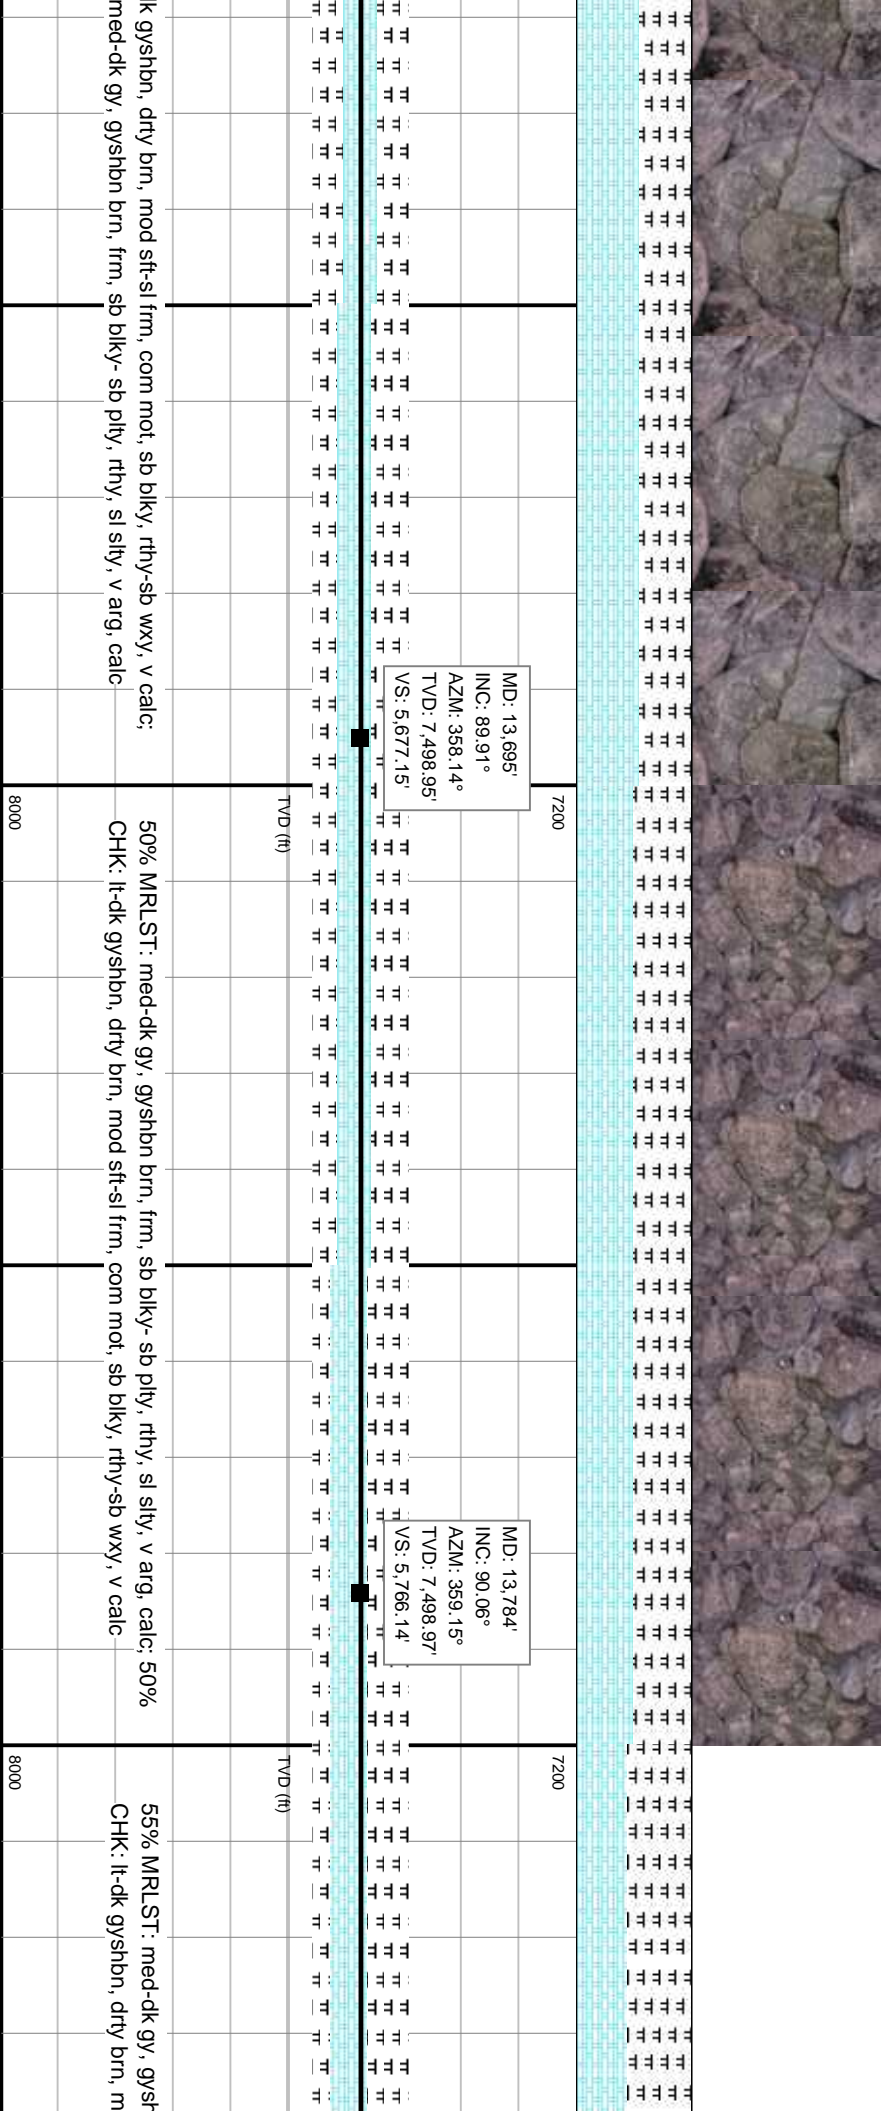 k gyshbn, drty brn, mod sft-sl frm, com mot, sb blky, rthy-sb wxy, v calc;
med-dk gy, gyshbn brn, frm, sb blky- sb plty, rthy, sl slty, v arg, calc
MD: 13,695'
INC: 89.91°
AZM: 358.14°
TVD: 7,498.95'
VS: 5,677.15'
7200
TVD (ft)
8000
50% MRLST: med-dk gy, gyshbn brn, frm, sb blky- sb plty, rthy, sl slty, v arg, calc; 50%
CHK: lt-dk gyshbn, drty brn, mod sft-sl frm, com mot, sb blky, rthy-sb wxy, v calc
MD: 13,784'
INC: 90.06°
AZM: 359.15°
TVD: 7,498.97'
VS: 5,766.14'
7200
TVD (ft)
8000
55% MRLST: med-dk gy, gysh
CHK: lt-dk gyshbn, drty brn, m